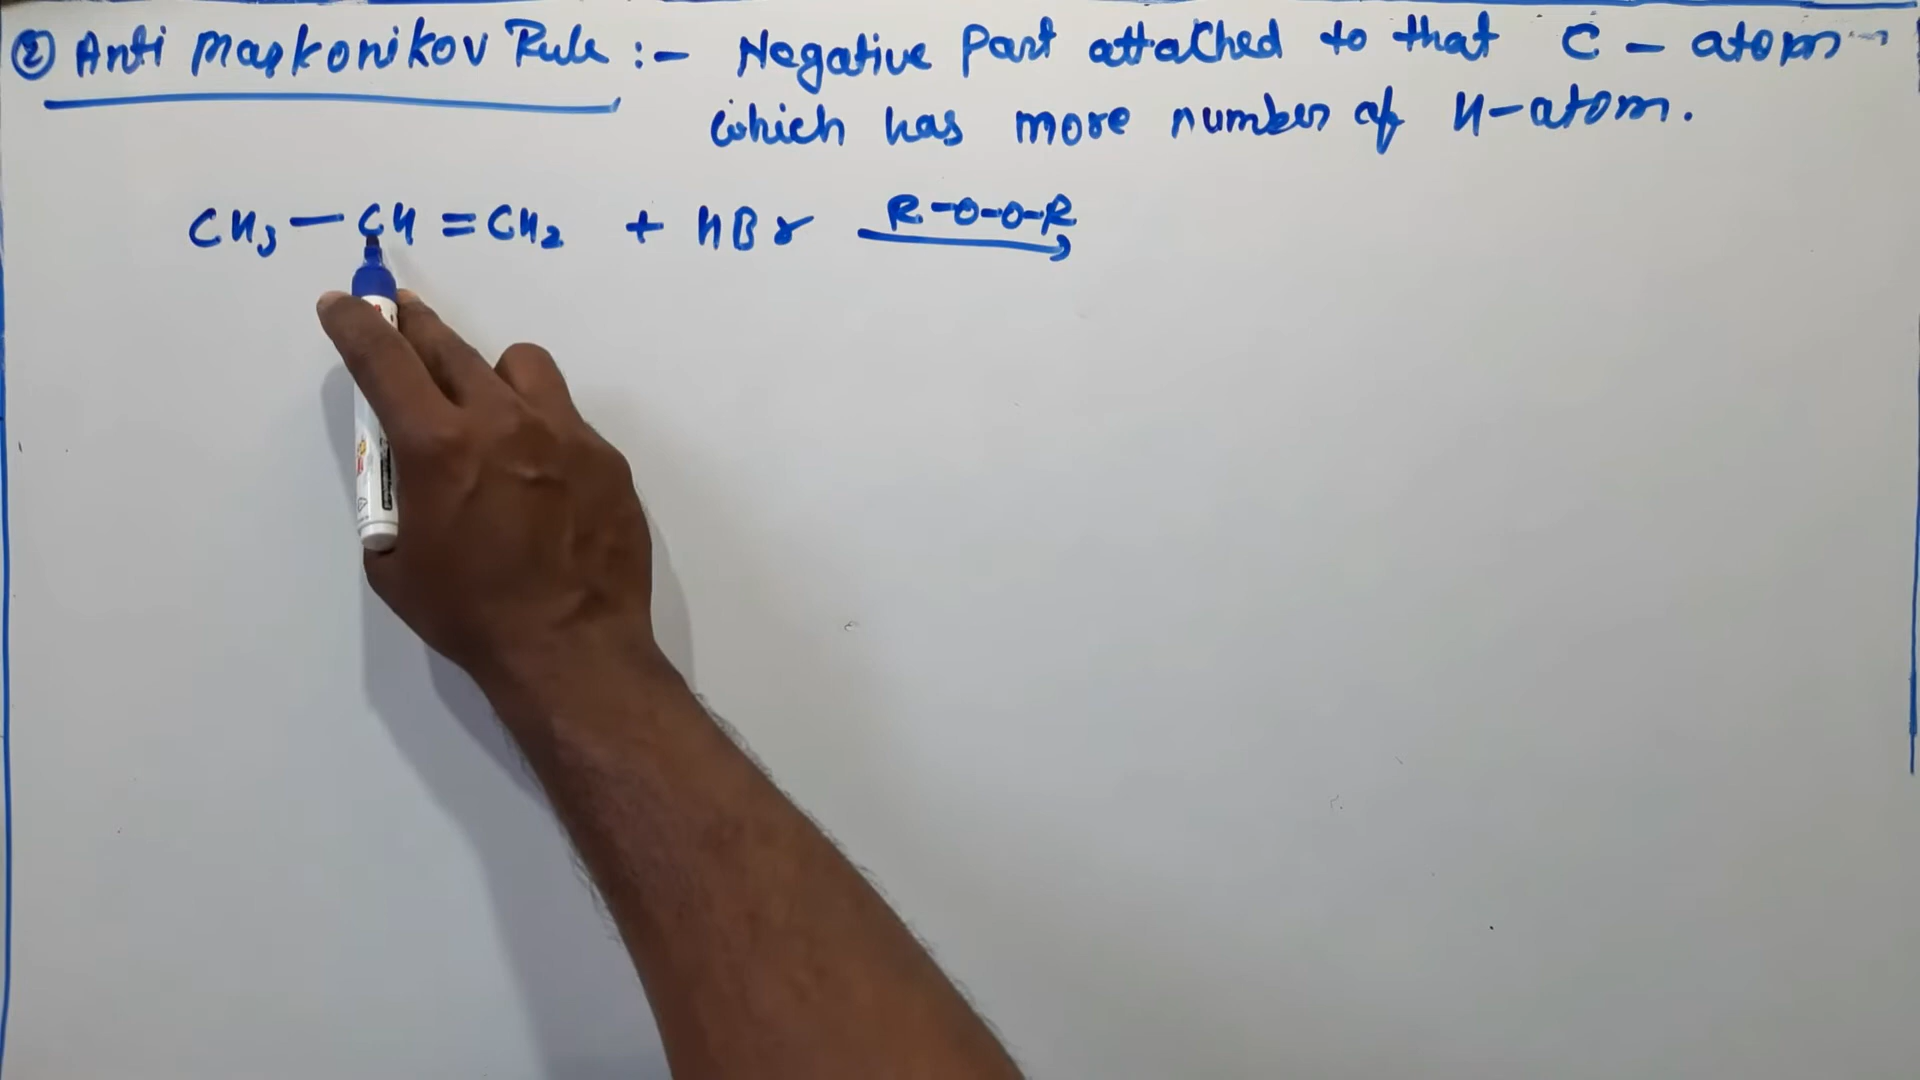 ② Anti Markonikov Rule :- Negative Part attached to that C - atom
which has more number of H-atom.
CH₃ — CH = CH₂ + HBr R-O-O-R →